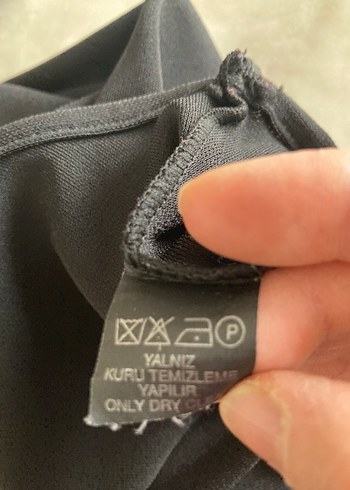 P
YALNIZ
KURU TEMİZLEME
YAPILIR
ONLY DRY